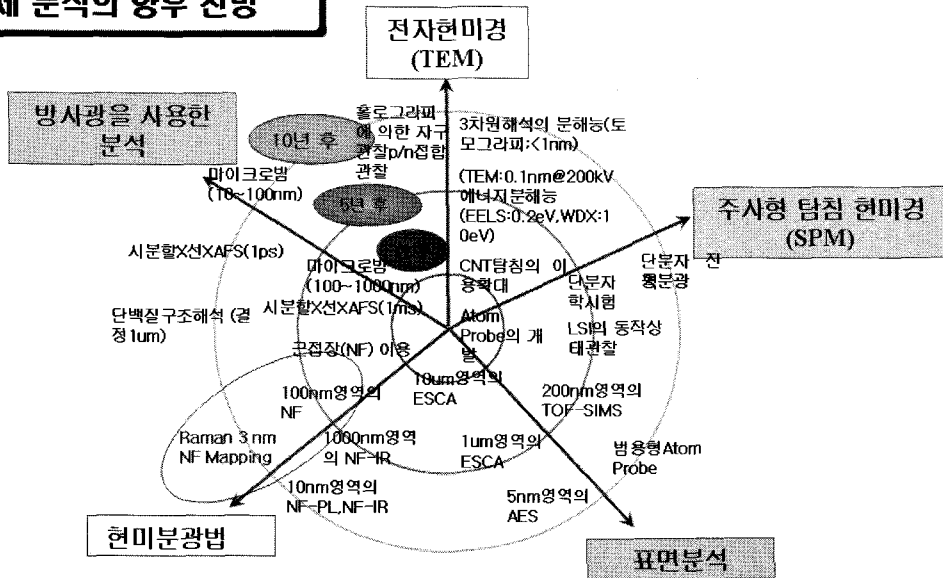 분석의 향후 전망
전자현미경
(TEM)
방사광을 사용한
분석
10년 후
홀로그라피
에 의한 자구
관찰p/n접합
관찰
3차원해석의 분해능(토
모그라피:<1nm)
(TEM:0.1nm@200kV
에너지분해능
(EELS:0.2eV,WDX:1
0eV)
마이크로빔
(10~100nm)
5년 후
주사형 탐침 현미경
(SPM)
시분할X선XAFS(1ps)
마이크로빔
(100~1000nm)
시분할X선XAFS(1ms)
CNT탐침의 이
용확대
단분자
학시험
단분자 진
동분광
단백질구조해석 (결
정1um)
Atom
Probe의 개
발
LSI의 동작상
태관찰
근접장(NF) 이용
10um영역의
ESCA
100nm영역의
NF
200nm영역의
TOF-SIMS
Raman 3 nm
NF Mapping
1000nm영역
의 NF-IR
1um영역의
ESCA
범용형Atom
Probe
10nm영역의
NF-PL,NF-IR
5nm영역의
AES
현미분광법
표면분석